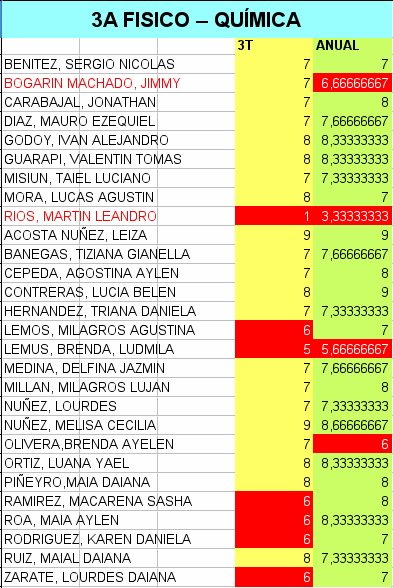 3A FISICO – QUÍMICA
3T ANUAL
BENITEZ, SERGIO NICOLAS 7 7
BOGARIN MACHADO, JIMMY 7 6,66666667
CARABAJAL, JONATHAN 7 8
DIAZ, MAURO EZEQUIEL 7 7,66666667
GODOY, IVAN ALEJANDRO 8 8,33333333
GUARAPI, VALENTIN TOMAS 8 8,33333333
MISIUN, TAIEL LUCIANO 7 7,33333333
MORA, LUCAS AGUSTIN 8 7
RIOS, MARTIN LEANDRO 1 3,33333333
ACOSTA NUÑEZ, LEIZA 9 9
BANEGAS, TIZIANA GIANELLA 7 7,66666667
CEPEDA, AGOSTINA AYLEN 7 8
CONTRERAS, LUCIA BELEN 8 9
HERNANDEZ, TRIANA DANIELA 7 7,33333333
LEMOS, MILAGROS AGUSTINA 6 7
LEMUS, BRENDA, LUDMILA 5 5,66666667
MEDINA, DELFINA JAZMIN 7 7,66666667
MILLAN, MILAGROS LUJAN 7 8
NUÑEZ, LOURDES 7 7,33333333
NUÑEZ, MELISA CECILIA 9 8,66666667
OLIVERA,BRENDA AYELEN 7 6
ORTIZ, LUANA YAEL 8 8,33333333
PIÑEYRO,MAIA DAIANA 8 8
RAMIREZ, MACARENA SASHA 6 8
ROA, MAIA AYLEN 6 8,33333333
RODRIGUEZ, KAREN DANIELA 6 7
RUIZ, MAIAL DAIANA 8 7,33333333
ZARATE, LOURDES DAIANA 6 7